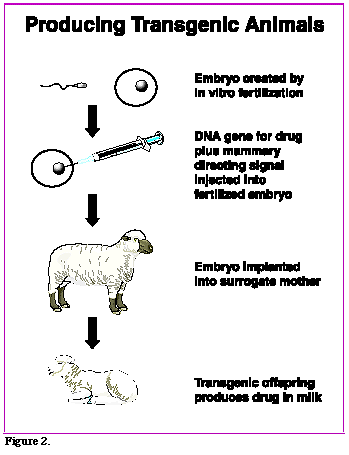 Producing Transgenic Animals
Embryo created by
in vitro fertilization
DNA gene for drug
plus mammary
directing signal
injected into
fertilized embryo
Embryo implanted
into surrogate mother
Transgenic offspring
produces drug in milk
Figure 2.